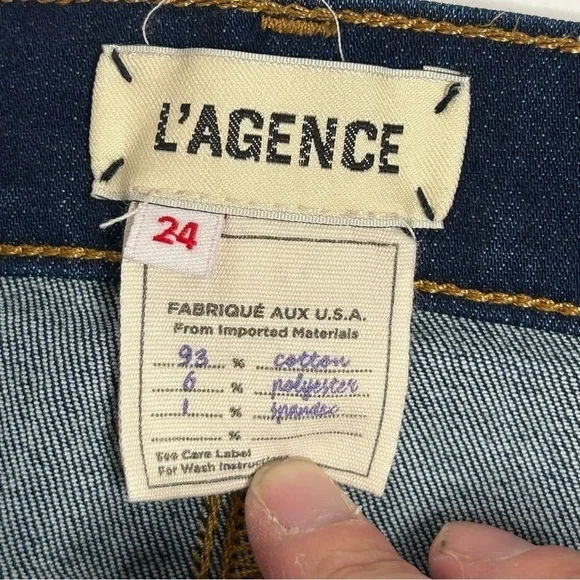 L'AGENCE
24
FABRIQUÉ AUX U.S.A.
From Imported Materials
93 % cotton
6 % polyester
1 % spandex
%
See Care Label
For Wash Instructions